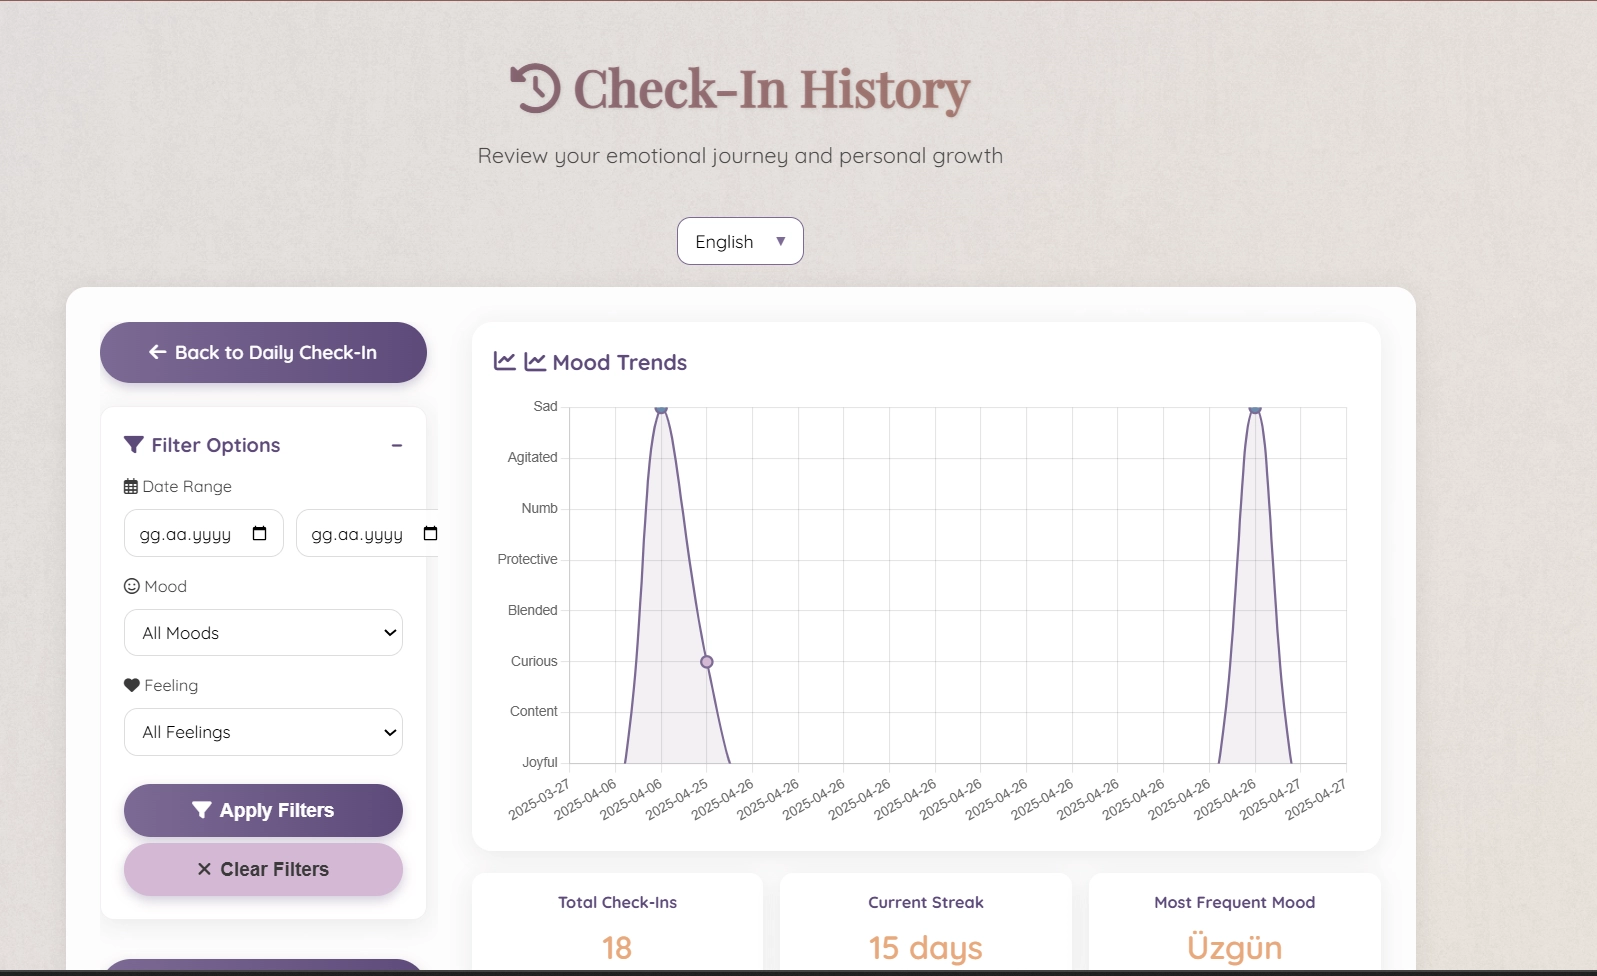 Check-In History
Review your emotional journey and personal growth
English ▼
Back to Daily Check-In
Filter Options −
Date Range
gg.aa.yyyy gg.aa.yyyy
Mood
All Moods
Feeling
All Feelings
Apply Filters
Clear Filters
Mood Trends
Sad
Agitated
Numb
Protective
Blended
Curious
Content
Joyful
2025-03-27 2025-04-06 2025-04-06 2025-04-25 2025-04-26 2025-04-26 2025-04-26 2025-04-26 2025-04-26 2025-04-26 2025-04-26 2025-04-26 2025-04-26 2025-04-26 2025-04-26 2025-04-26 2025-04-27 2025-04-27
Total Check-Ins
18
Current Streak
15 days
Most Frequent Mood
Üzgün